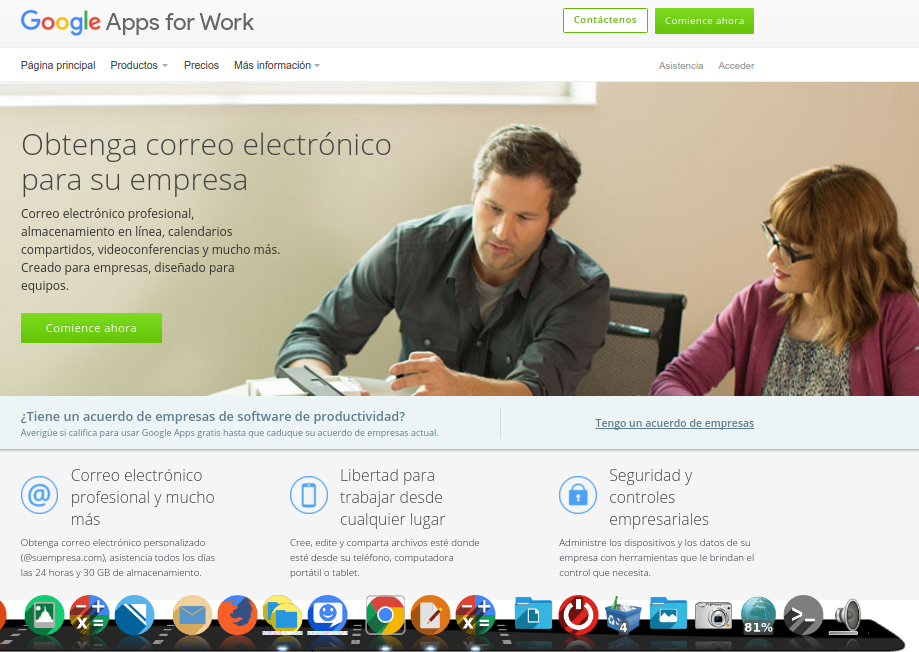 Google Apps for Work
Contáctenos
Comience ahora
Página principal Productos Precios Más información
Asistencia Acceder
Obtenga correo electrónico
para su empresa
Correo electrónico profesional,
almacenamiento en línea, calendarios
compartidos, videoconferencias y mucho más.
Creado para empresas, diseñado para
equipos.
Comience ahora
¿Tiene un acuerdo de empresas de software de productividad?
Averigüe si califica para usar Google Apps gratis hasta que caduque su acuerdo de empresas actual.
Tengo un acuerdo de empresas
Correo electrónico
profesional y mucho
más
Obtenga correo electrónico personalizado
(@suempresa.com), asistencia todos los días
las 24 horas y 30 GB de almacenamiento.
Libertad para
trabajar desde
cualquier lugar
Cree, edite y comparta archivos esté donde
esté desde su teléfono, computadora
portátil o tablet.
Seguridad y
controles
empresariales
Administre los dispositivos y los datos de su
empresa con herramientas que le brindan el
control que necesita.
4
81%